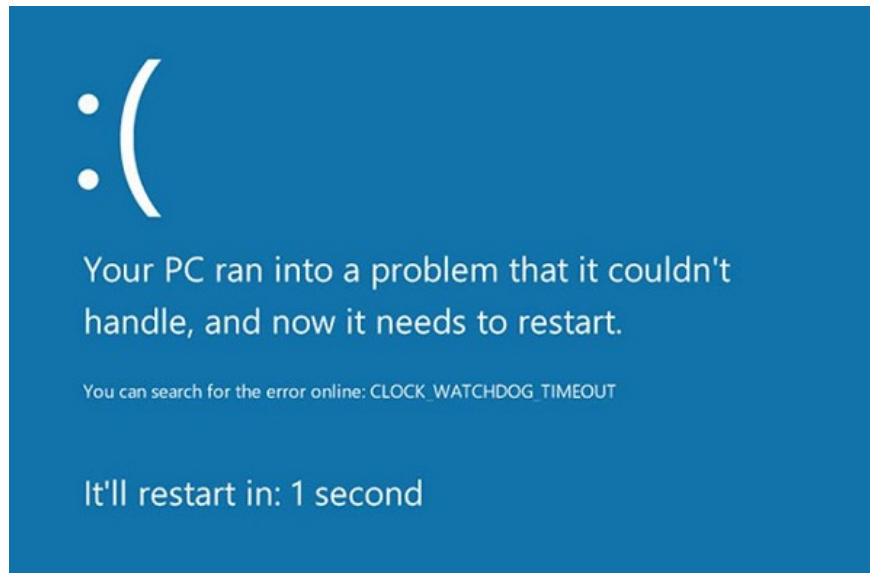 :(
Your PC ran into a problem that it couldn't
handle, and now it needs to restart.
You can search for the error online: CLOCK_WATCHDOG_TIMEOUT
It'll restart in: 1 second